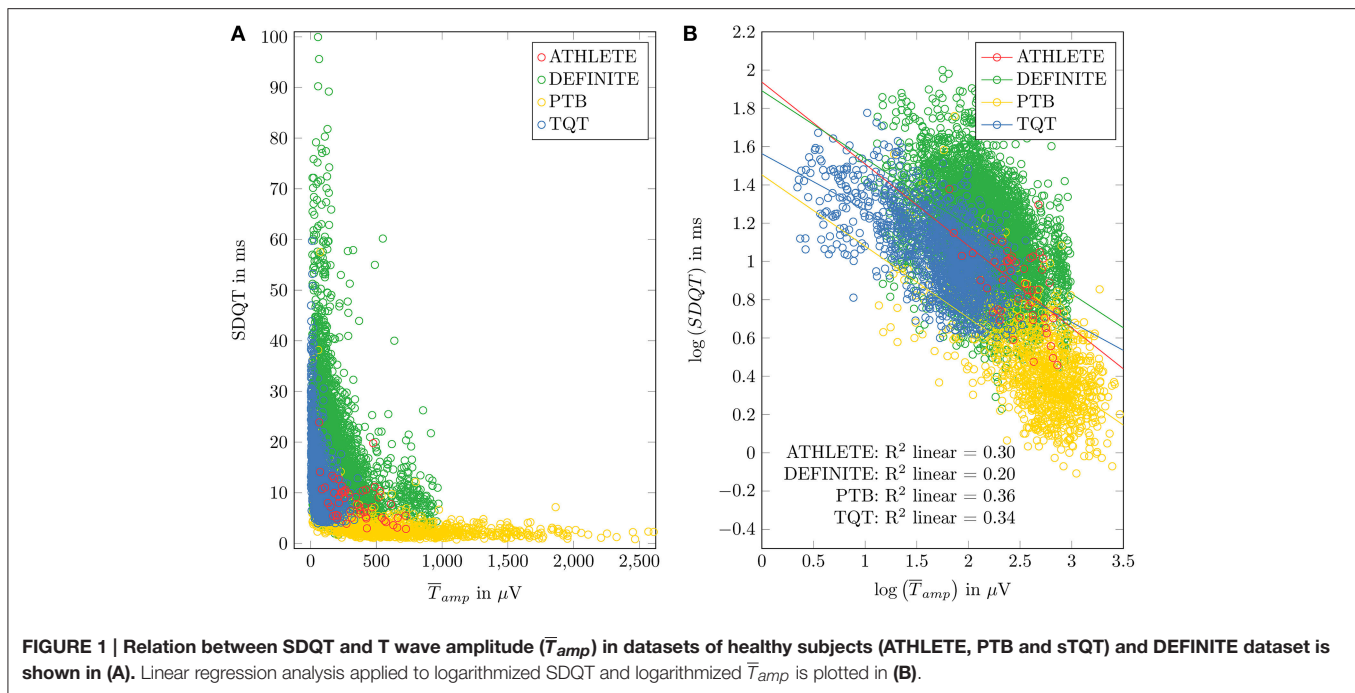 A
100
90
80
70
60
50
40
30
20
10
0
SDQT in ms
ATHLETE
DEFINITE
PTB
TQT
0 500 1,000 1,500 2,000 2,500
T̅amp in μV
B
2.2
2
1.8
1.6
1.4
1.2
1
0.8
0.6
0.4
0.2
0
−0.2
−0.4
log (SDQT) in ms
ATHLETE
DEFINITE
PTB
TQT
ATHLETE: R² linear = 0.30
DEFINITE: R² linear = 0.20
PTB: R² linear = 0.36
TQT: R² linear = 0.34
0 0.5 1 1.5 2 2.5 3 3.5
log (T̅amp) in μV
FIGURE 1 | Relation between SDQT and T wave amplitude (T̅amp) in datasets of healthy subjects (ATHLETE, PTB and sTQT) and DEFINITE dataset is
shown in (A). Linear regression analysis applied to logarithmized SDQT and logarithmized T̅amp is plotted in (B).